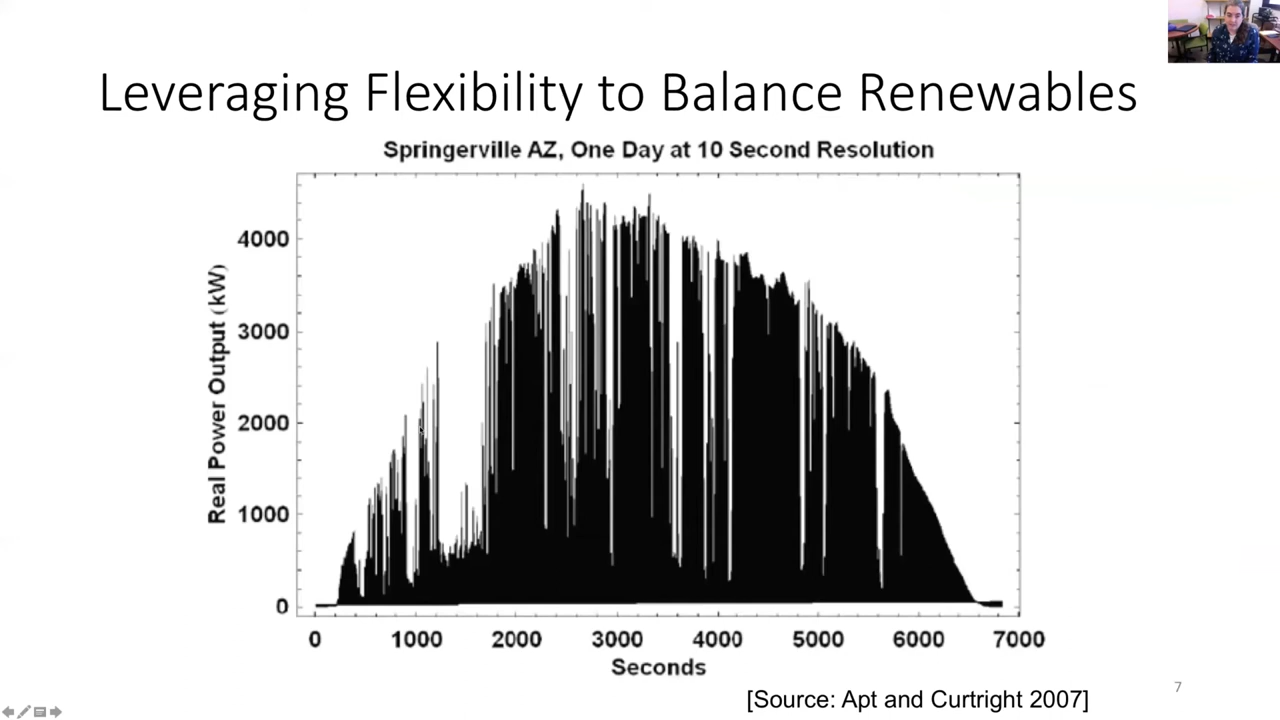 Leveraging Flexibility to Balance Renewables
Springerville AZ, One Day at 10 Second Resolution
Real Power Output (kW)
4000
3000
2000
1000
0
0 1000 2000 3000 4000 5000 6000 7000
Seconds
[Source: Apt and Curtright 2007]
7